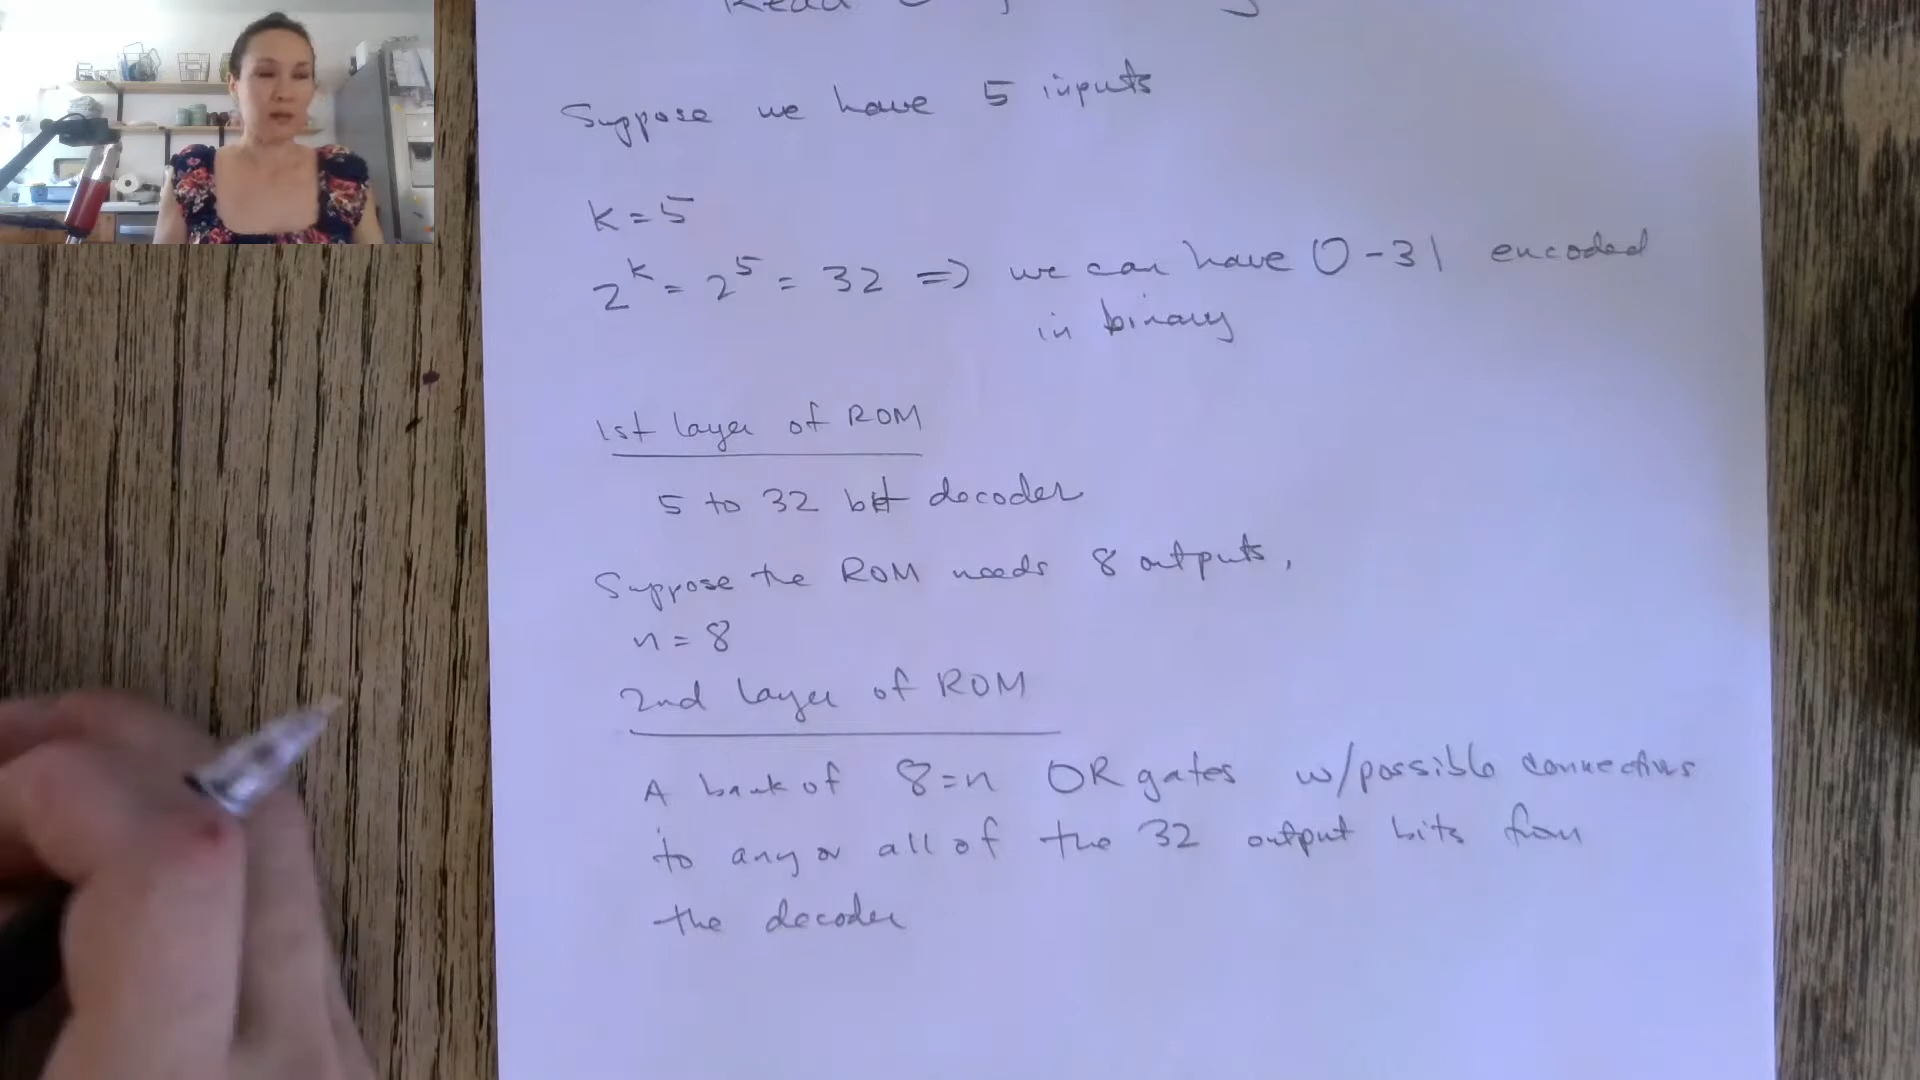 Read
Suppose we have 5 inputs
K = 5
2^K = 2^5 = 32 => we can have 0-31 encoded
in binary
1st layer of ROM
5 to 32 bit decoder
Suppose the ROM needs 8 outputs,
n = 8
2nd layer of ROM
A bank of 8=n OR gates w/possible connections
to any or all of the 32 output bits from
the decoder